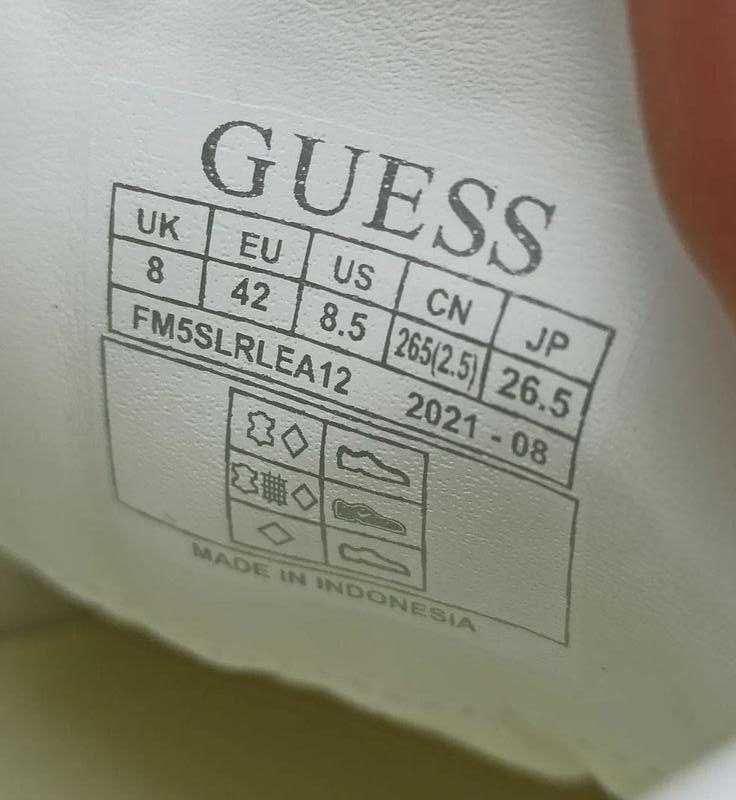 GUESS
UK EU US CN JP
8 42 8.5 265(2.5) 26.5
FM5SLRLEA12 2021 - 08
MADE IN INDONESIA